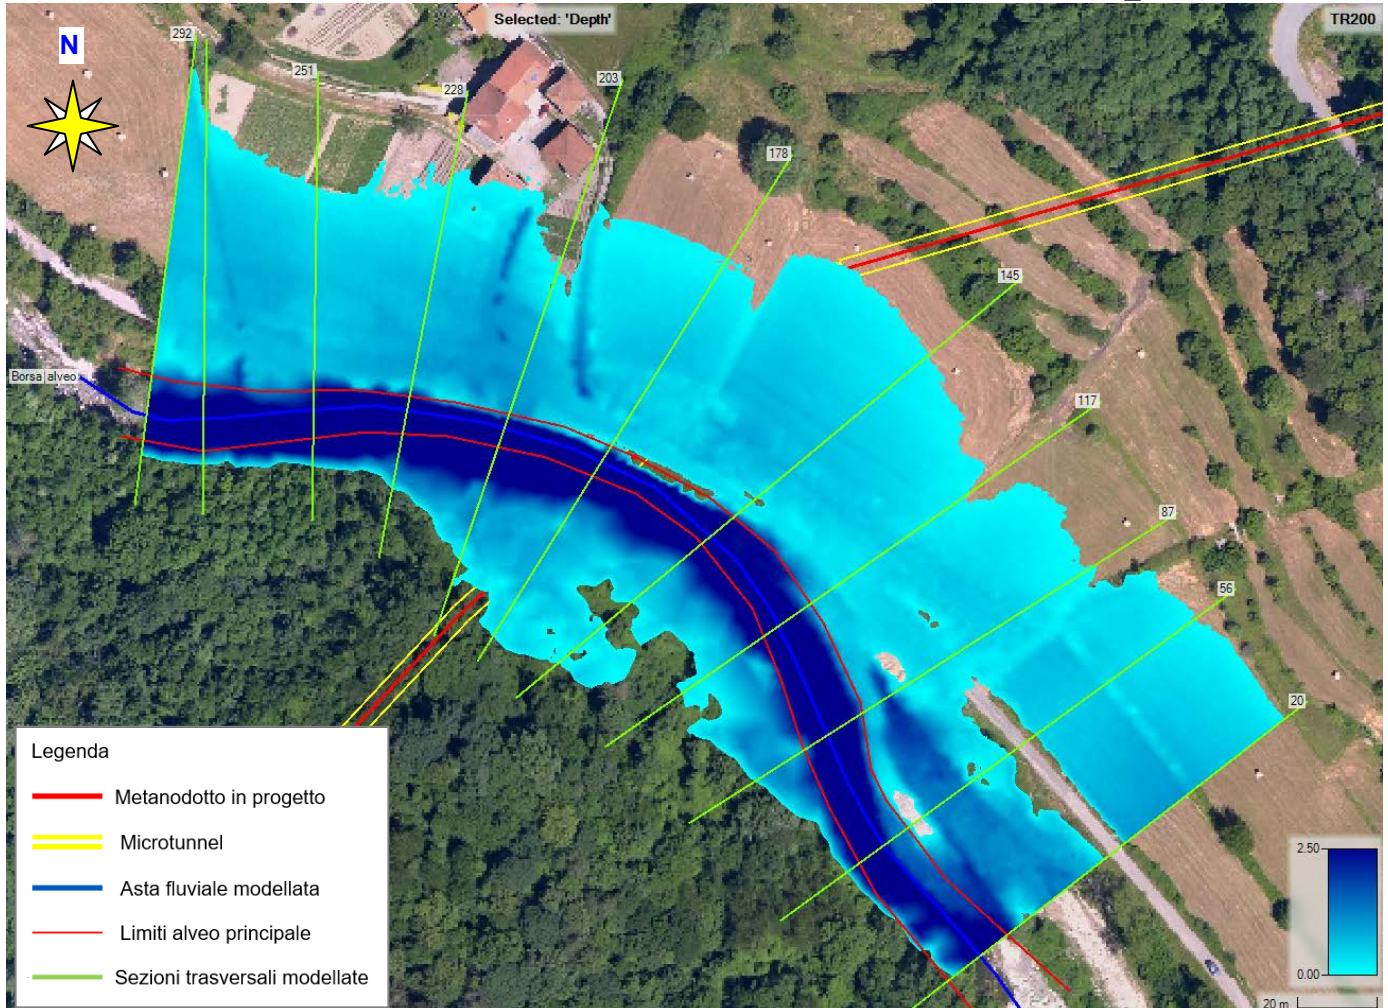 Selected: 'Depth'
TR200
N
292
251
228
203
178
145
117
87
56
20
Borsa alveo
Legenda
Metanodotto in progetto
Microtunnel
Asta fluviale modellata
Limiti alveo principale
Sezioni trasversali modellate
2.50
0.00
20 m